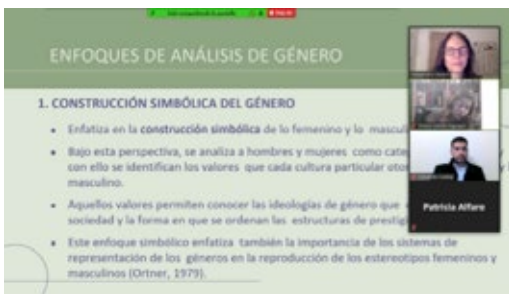 ENFOQUES DE ANÁLISIS DE GÉNERO
1. CONSTRUCCIÓN SIMBÓLICA DEL GÉNERO
Enfatiza en la construcción simbólica de lo femenino y lo mascul
Bajo esta perspectiva, se analiza a hombres y mujeres como cate
con ello se identifican los valores que cada cultura particular otor
masculino.
Aquellos valores permiten conocer las ideologías de género que
sociedad y la forma en que se ordenan las estructuras de prestigi
Patricia Alfaro
Este enfoque simbólico enfatiza también la importancia de los sistemas de
representación de los géneros en la reproducción de los estereotipos femeninos y
masculinos (Ortner, 1979).